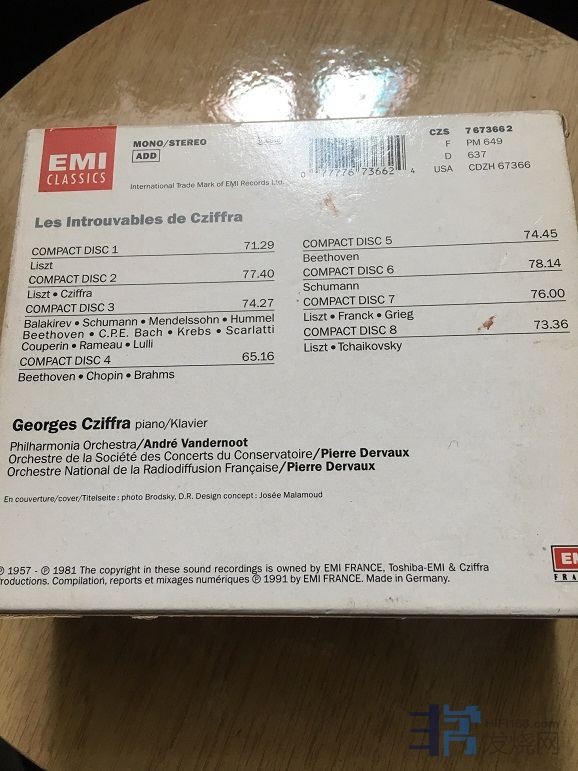 EMI
CLASSICS
MONO/STEREO
ADD
International Trade Mark of EMI Records Ltd.
0 77776 73662 4
CZS 7 67366 2
F PM 649
D 637
USA CDZH 67366
Les Introuvables de Cziffra
COMPACT DISC 1 71.29
Liszt
COMPACT DISC 2 77.40
Liszt • Cziffra
COMPACT DISC 3 74.27
Balakirev • Schumann • Mendelssohn • Hummel
Beethoven • C.P.E. Bach • Krebs • Scarlatti
Couperin • Rameau • Lulli
COMPACT DISC 4 65.16
Beethoven • Chopin • Brahms
COMPACT DISC 5 74.45
Beethoven
COMPACT DISC 6 78.14
Schumann
COMPACT DISC 7 76.00
Liszt • Franck • Grieg
COMPACT DISC 8 73.36
Liszt • Tchaikovsky
Georges Cziffra piano/Klavier
Philharmonia Orchestra/André Vandernoot
Orchestre de la Société des Concerts du Conservatoire/Pierre Dervaux
Orchestre National de la Radiodiffusion Française/Pierre Dervaux
En couverture/cover/Titelseite : photo Brodsky, D.R. Design concept : Josée Malamoud
℗ 1957 - ℗ 1981 The copyright in these sound recordings is owned by EMI FRANCE, Toshiba-EMI & Cziffra
roductions. Compilation, reports et mixages numériques ℗ 1991 by EMI FRANCE. Made in Germany.
EM
FRA
HIFI168.com
发烧网